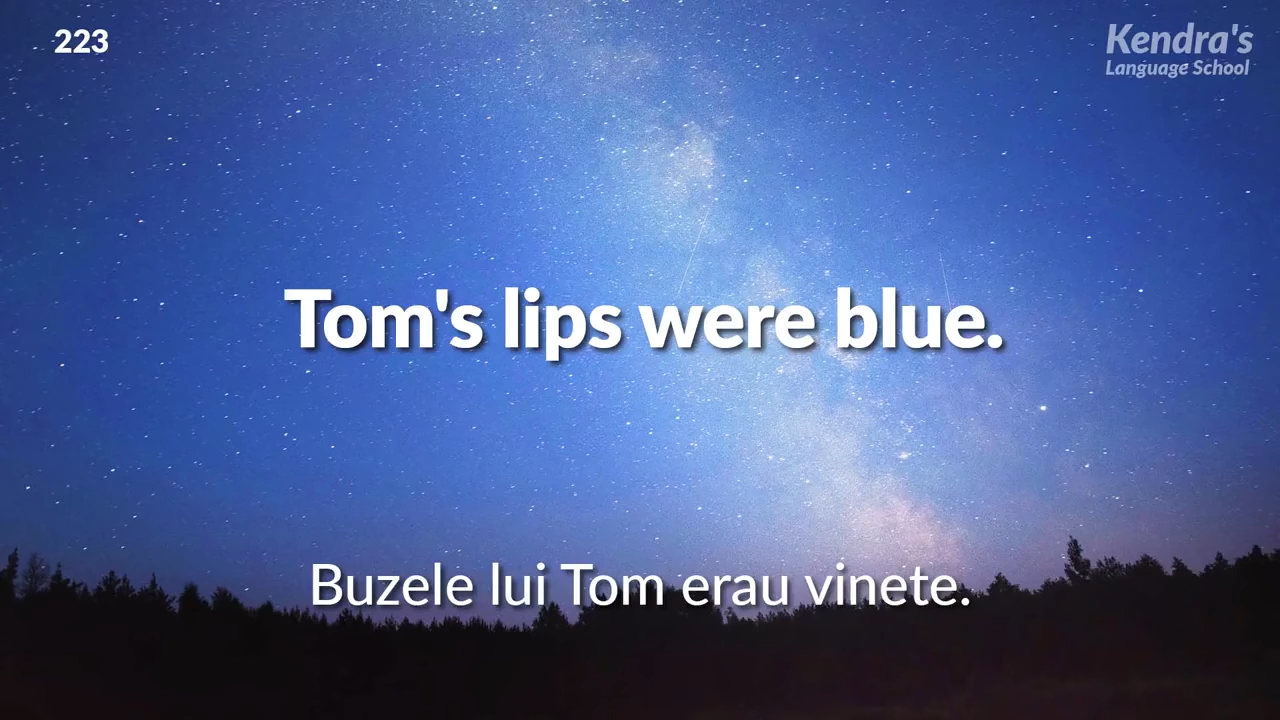 223
Kendra's
Language School
Tom's lips were blue.
Buzele lui Tom erau vinete.